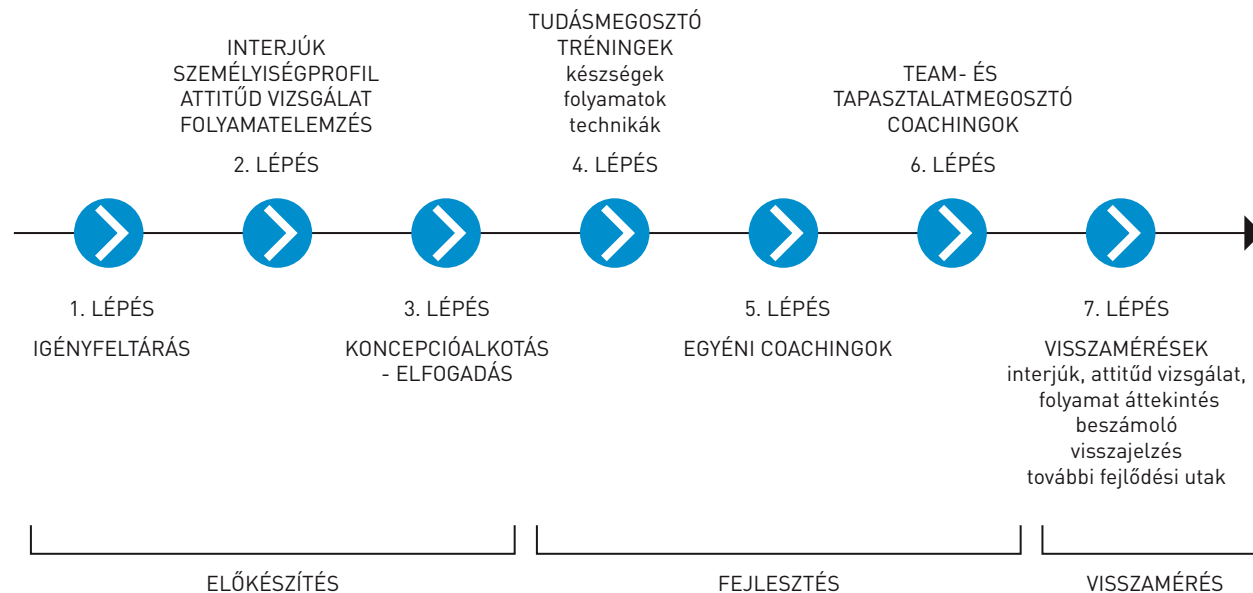 1. LÉPÉS
IGÉNYFELTÁRÁS
INTERJÚK
SZEMÉLYISÉGPROFIL
ATTITŰD VIZSGÁLAT
FOLYAMATELEMZÉS
2. LÉPÉS
3. LÉPÉS
KONCEPCIÓALKOTÁS
- ELFOGADÁS
TUDÁSMEGOSZTÓ
TRÉNINGEK
készségek
folyamatok
technikák
4. LÉPÉS
5. LÉPÉS
EGYÉNI COACHINGOK
TEAM- ÉS
TAPASZTALATMEGOSZTÓ
COACHINGOK
6. LÉPÉS
7. LÉPÉS
VISSZAMÉRÉSEK
interjúk, attitűd vizsgálat,
folyamat áttekintés
beszámoló
visszajelzés
további fejlődési utak
ELŐKÉSZÍTÉS
FEJLESZTÉS
VISSZAMÉRÉS